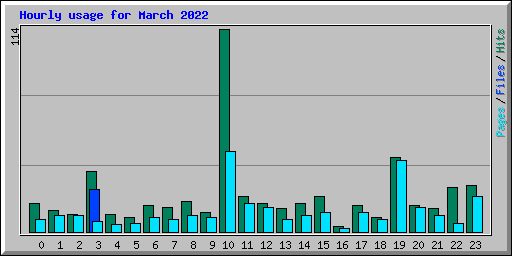 Hourly usage for March 2022
114
Pages/Files/Hits
0 1 2 3 4 5 6 7 8 9 10 11 12 13 14 15 16 17 18 19 20 21 22 23